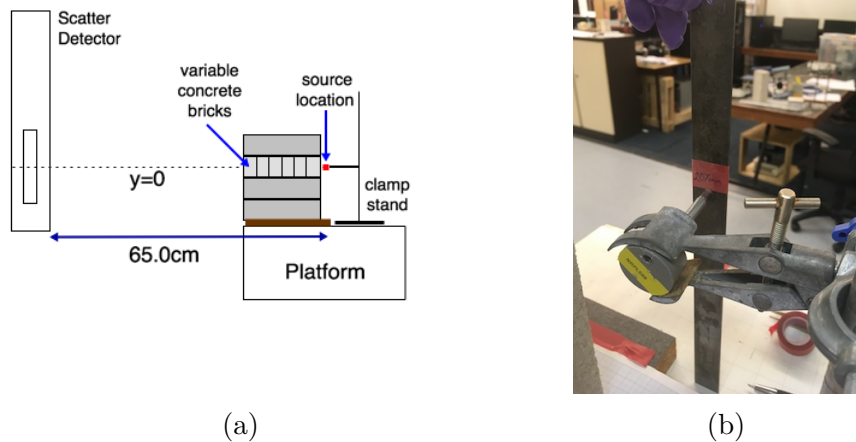 Scatter
Detector
variable
concrete
bricks
source
location
y=0
clamp
stand
65.0cm
Platform
(a)
(b)